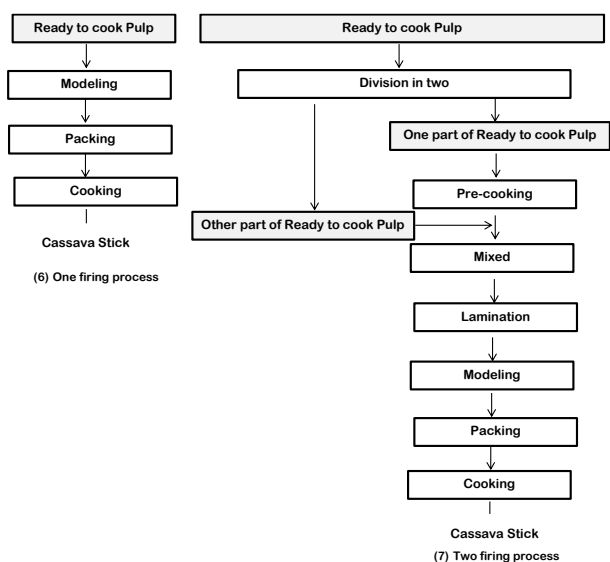 Ready to cook Pulp
Modeling
Packing
Cooking
Cassava Stick
(6) One firing process
Ready to cook Pulp
Division in two
One part of Ready to cook Pulp
Pre-cooking
Other part of Ready to cook Pulp
Mixed
Lamination
Modeling
Packing
Cooking
Cassava Stick
(7) Two firing process